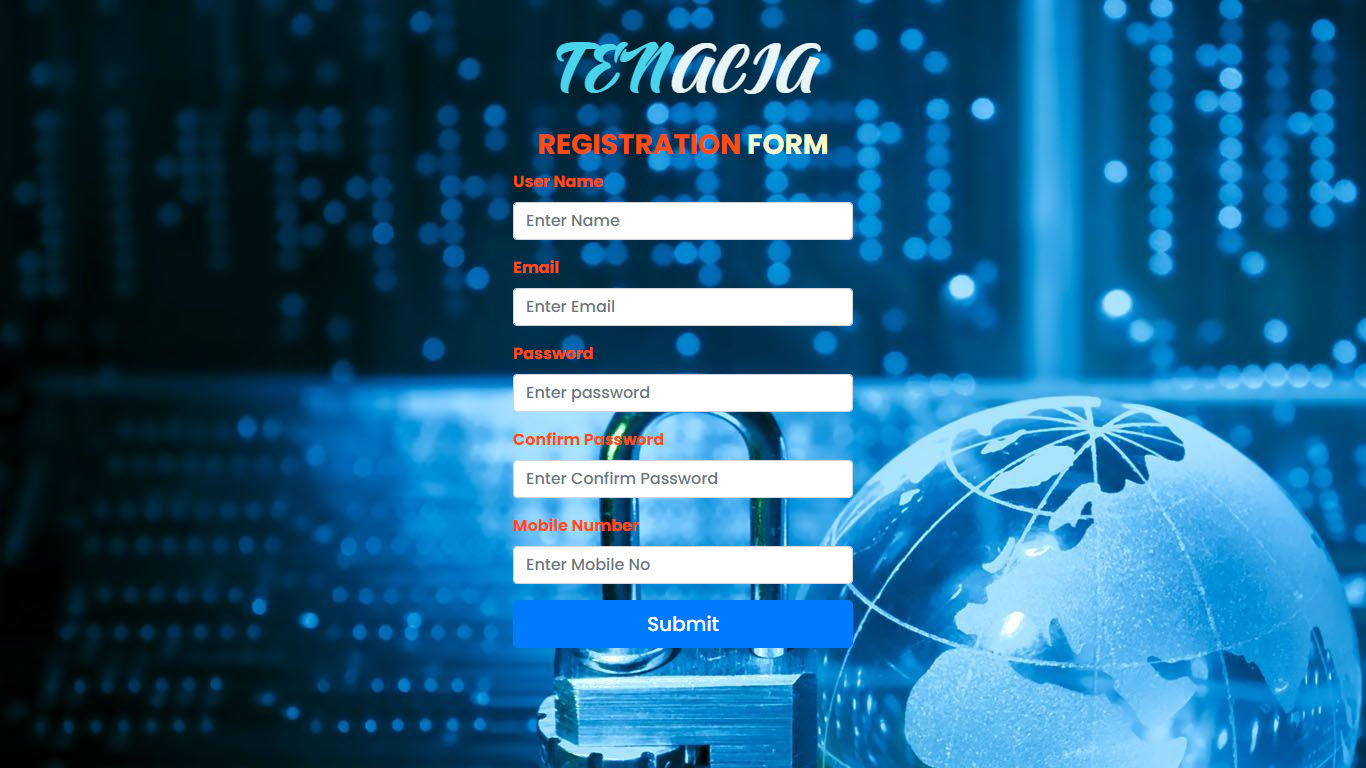 TENACIA
REGISTRATION FORM
User Name
Enter Name
Email
Enter Email
Password
Enter password
Confirm Password
Enter Confirm Password
Mobile Number
Enter Mobile No
Submit